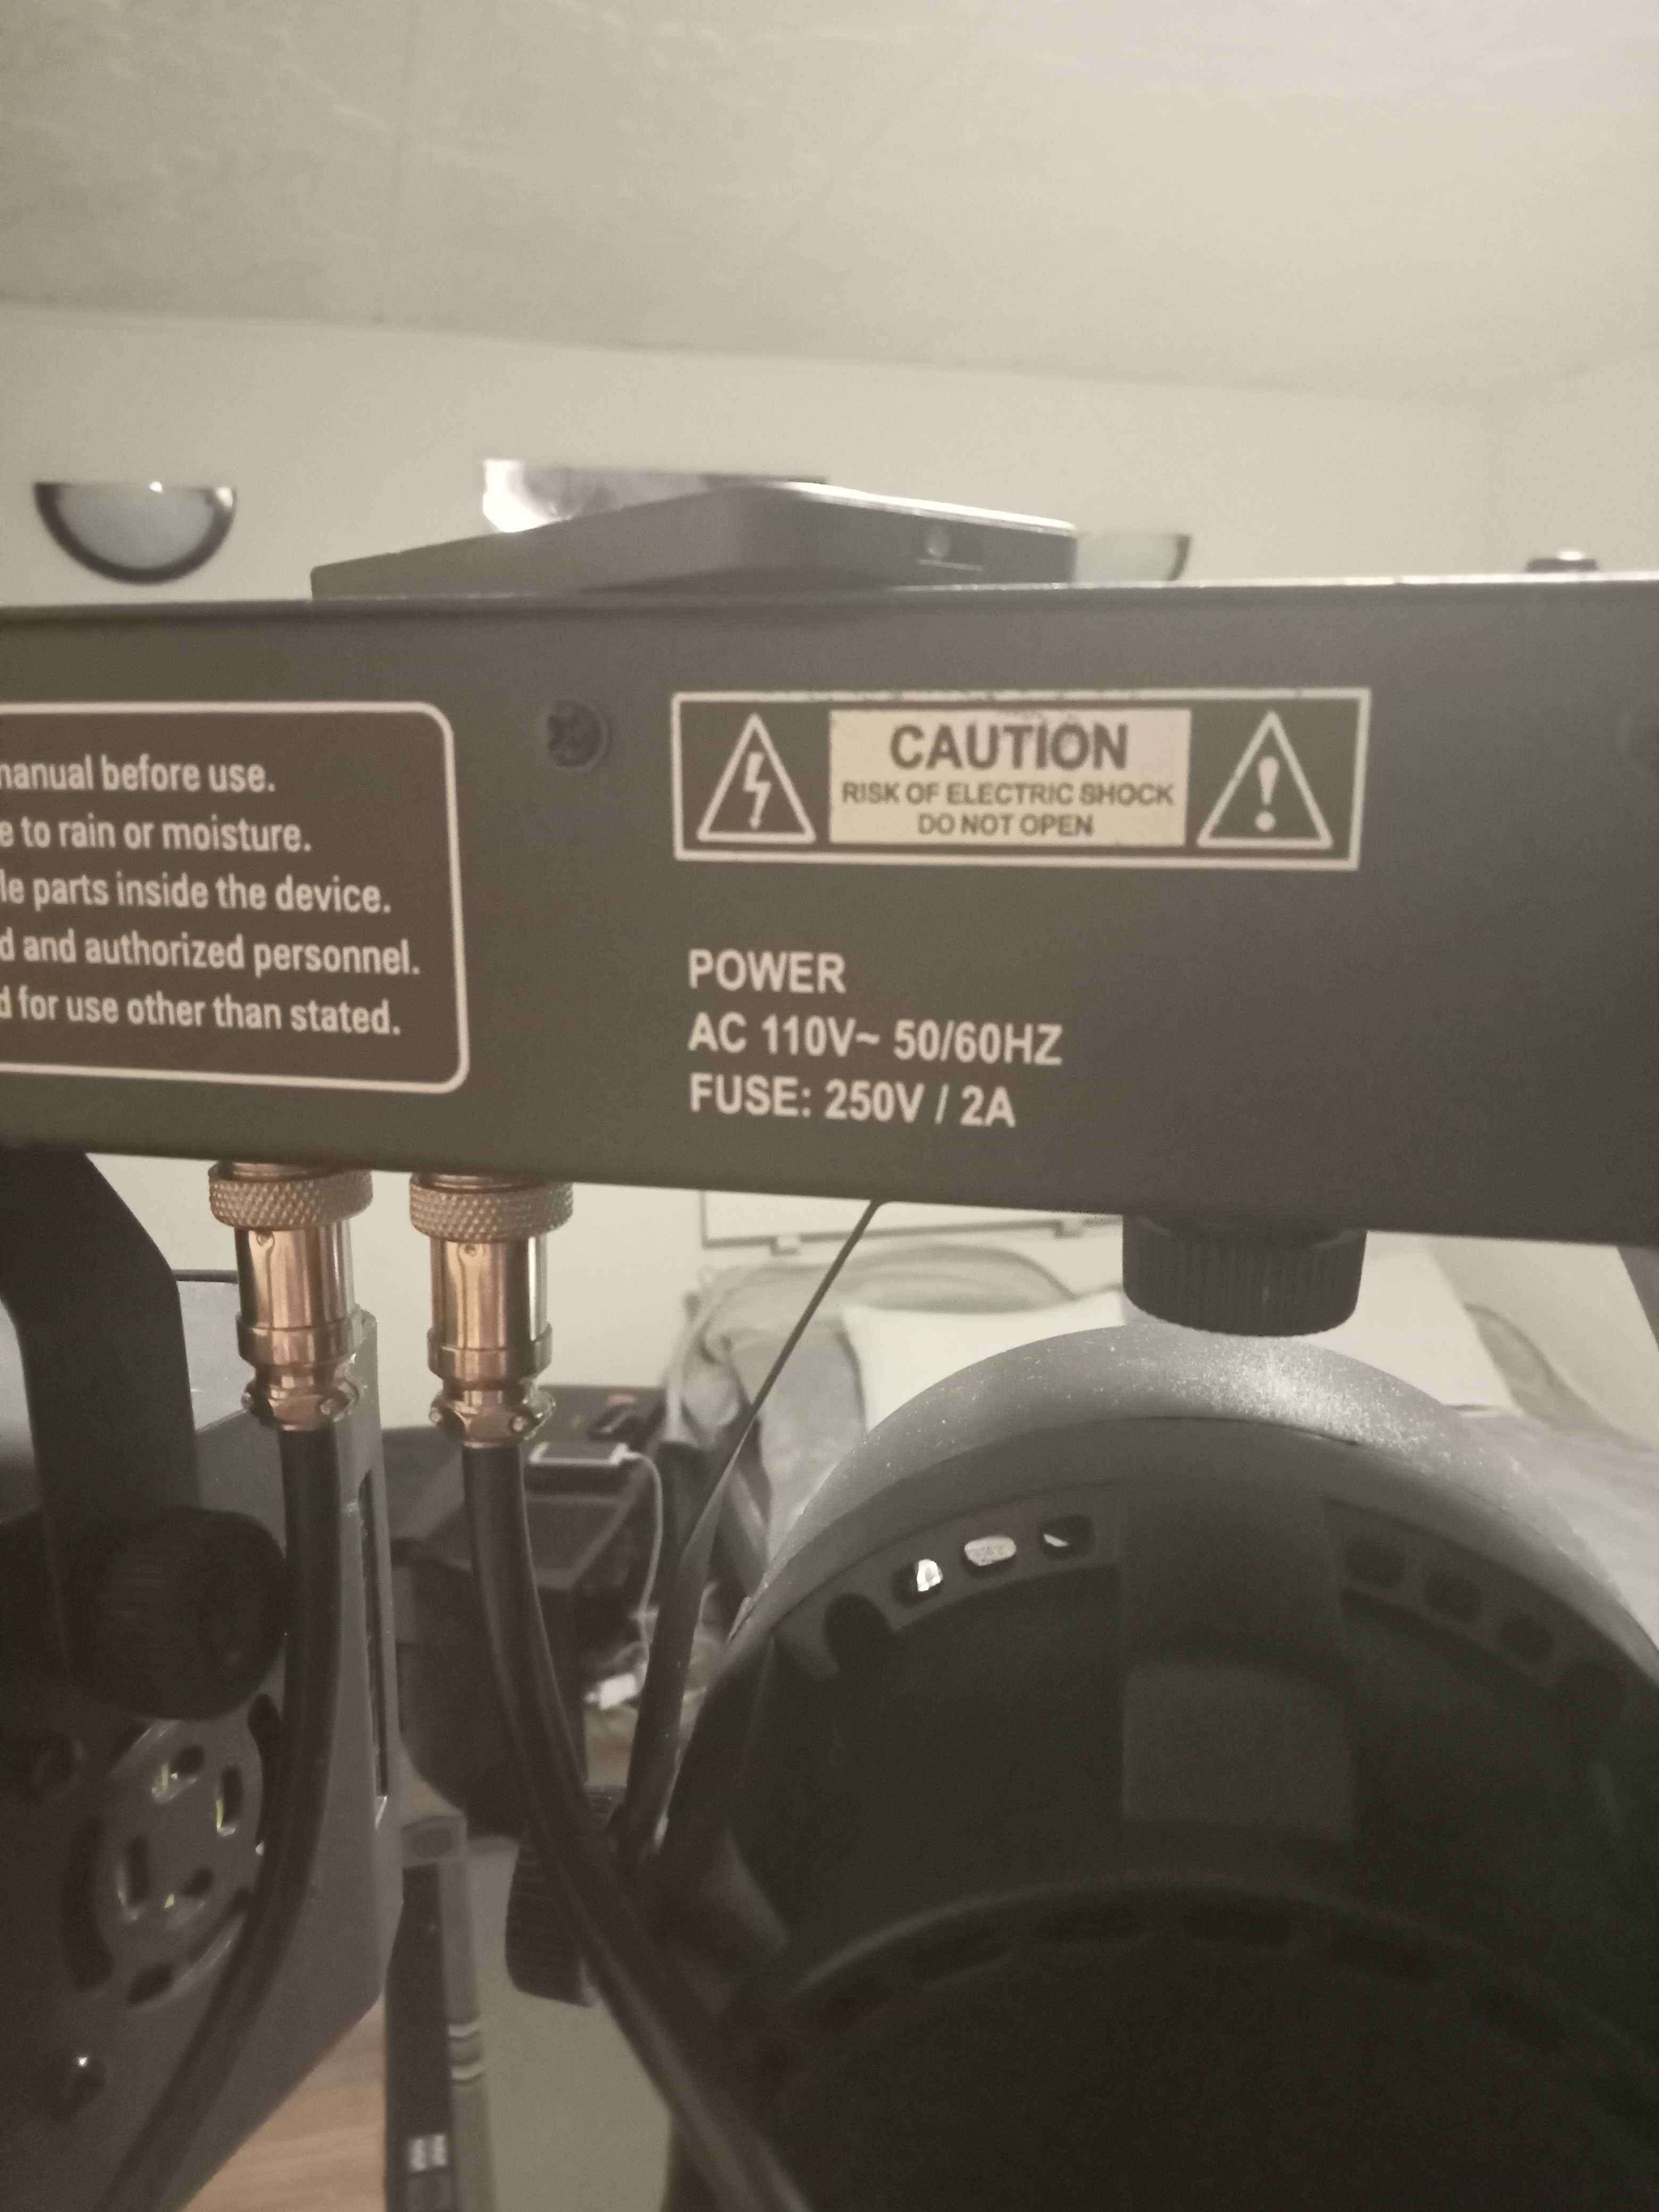 manual before use.
e to rain or moisture.
le parts inside the device.
d and authorized personnel.
d for use other than stated.
CAUTION
RISK OF ELECTRIC SHOCK
DO NOT OPEN
POWER
AC 110V~ 50/60HZ
FUSE: 250V / 2A